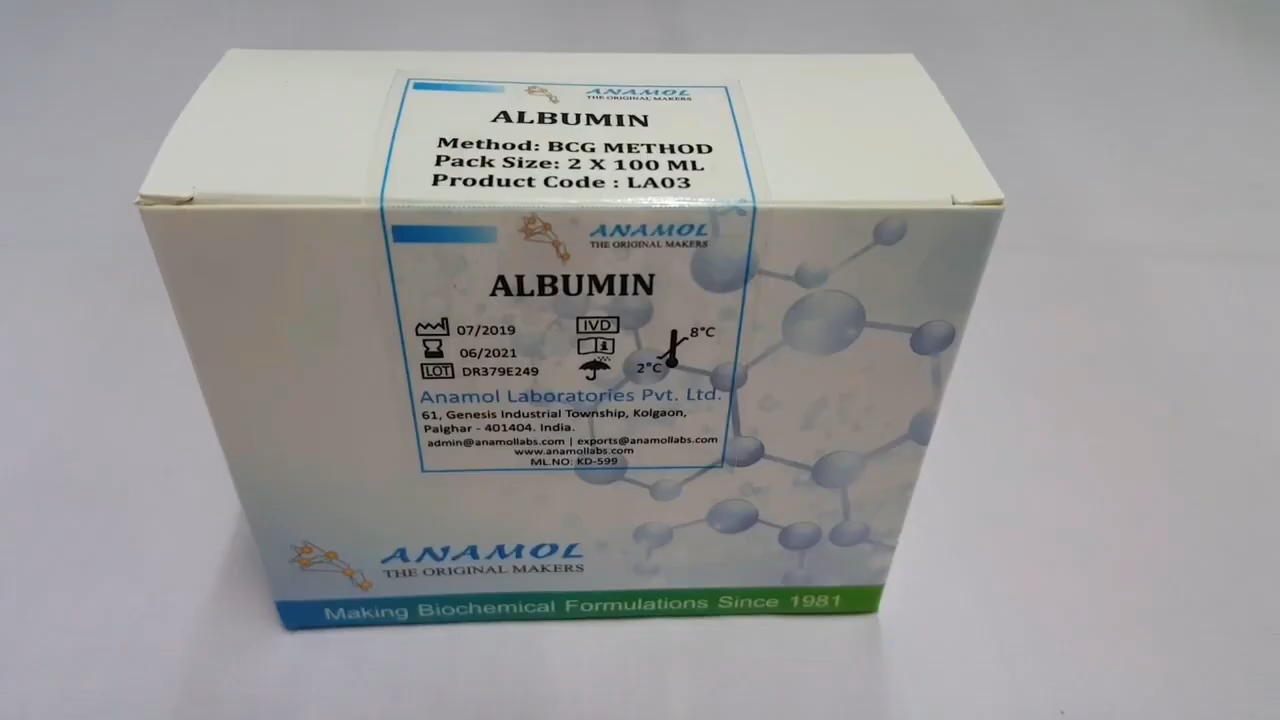 ANAMOL
THE ORIGINAL MAKERS
ALBUMIN
Method: BCG METHOD
Pack Size: 2 X 100 ML
Product Code : LA03
ANAMOL
THE ORIGINAL MAKERS
ALBUMIN
07/2019
IVD
8°C
06/2021
2°C
LOT DR379E249
Anamol Laboratories Pvt. Ltd.
61, Genesis Industrial Township, Kolgaon,
Palghar - 401404. India.
admin@anamollabs.com | exports@anamollabs.com
www.anamollabs.com
ML.NO: KD-599
ANAMOL
THE ORIGINAL MAKERS
Making Biochemical Formulations Since 1981